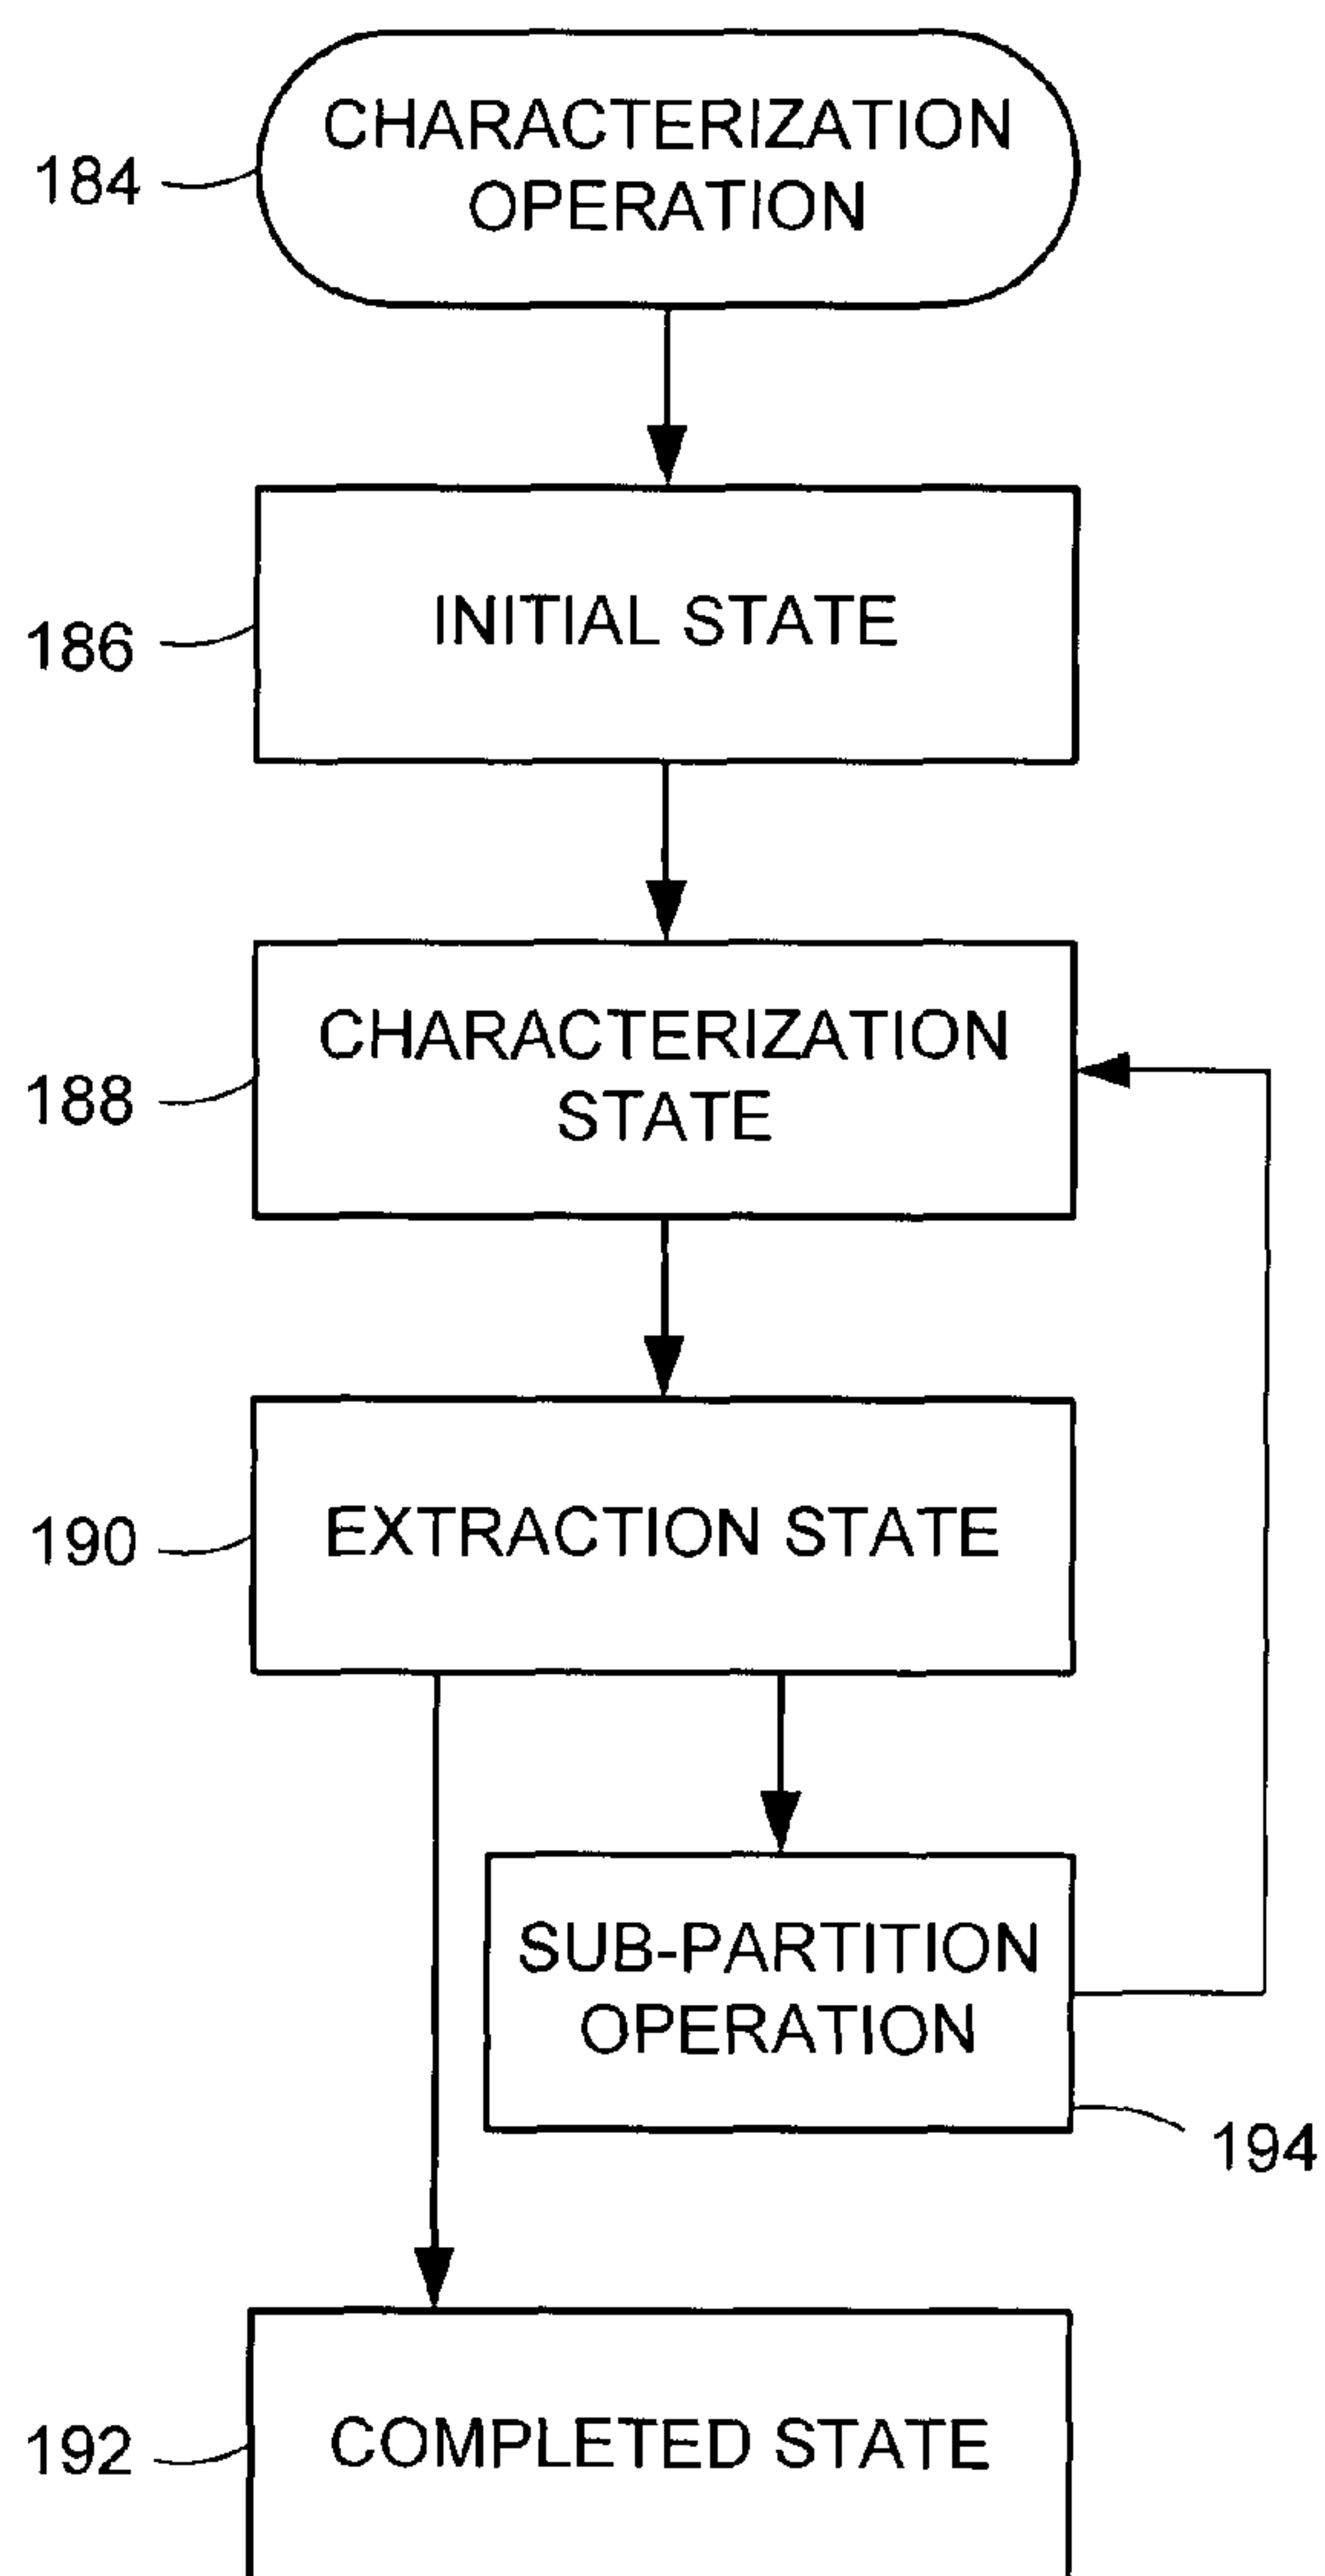 CHARACTERIZATION
OPERATION
184
INITIAL STATE
186
CHARACTERIZATION
STATE
188
EXTRACTION STATE
190
SUB-PARTITION
OPERATION
194
COMPLETED STATE
192